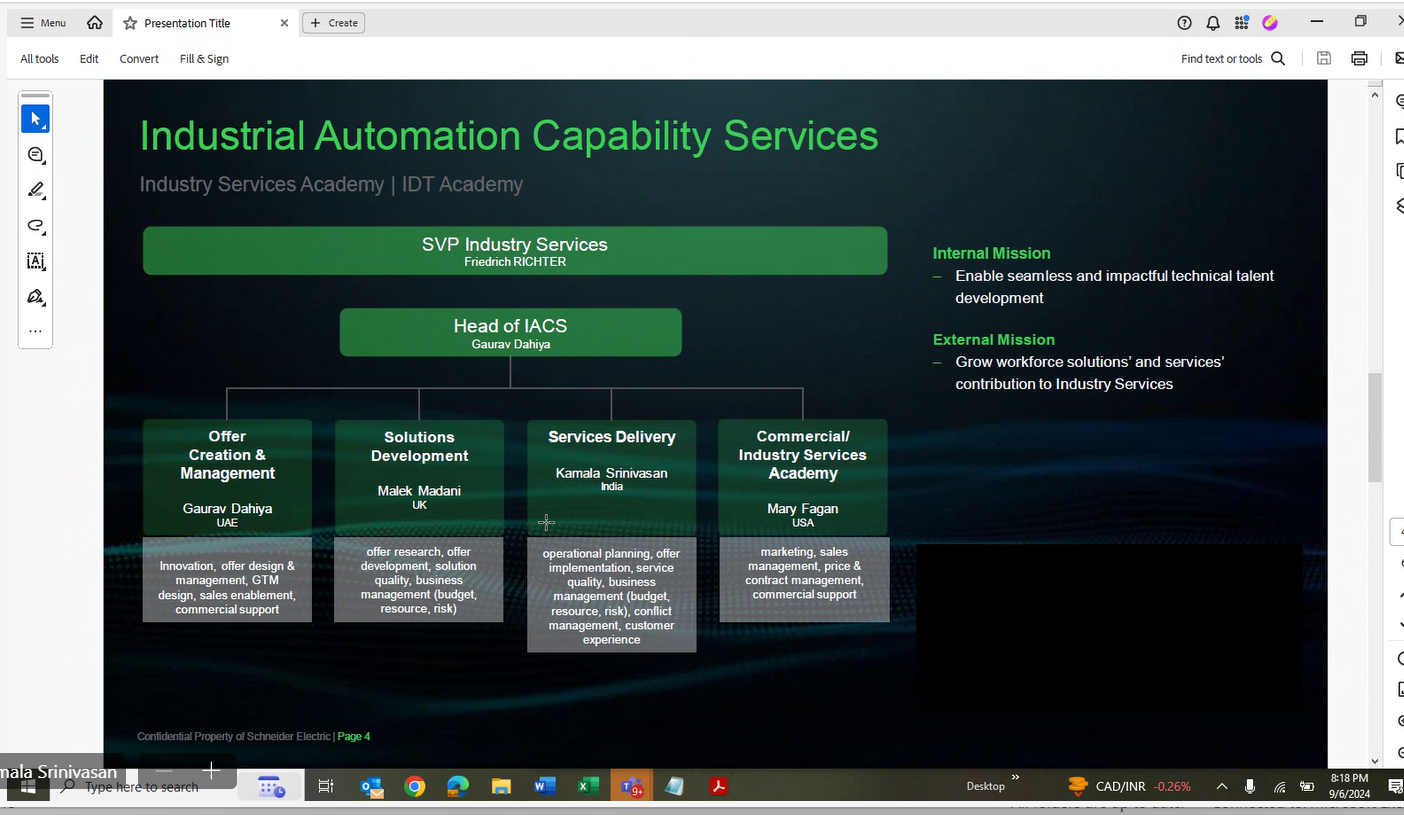 Menu
Presentation Title
Create
All tools
Edit
Convert
Fill & Sign
Find text or tools
Industrial Automation Capability Services
Industry Services Academy | IDT Academy
SVP Industry Services
Friedrich RICHTER
Head of IACS
Gaurav Dahiya
Offer
Creation &
Management
Gaurav Dahiya
UAE
Innovation, offer design &
management, GTM
design, sales enablement,
commercial support
Solutions
Development
Malek Madani
UK
offer research, offer
development, solution
quality, business
management (budget,
resource, risk)
Services Delivery
Kamala Srinivasan
India
operational planning, offer
implementation, service
quality, business
management (budget,
resource, risk), conflict
management, customer
experience
Commercial/
Industry Services
Academy
Mary Fagan
USA
marketing, sales
management, price &
contract management,
commercial support
Internal Mission
– Enable seamless and impactful technical talent
development
External Mission
– Grow workforce solutions' and services'
contribution to Industry Services
Confidential Property of Schneider Electric | Page 4
mala Srinivasan
Type here to search
9+
Desktop
CAD/INR -0.26%
8:18 PM
9/6/2024